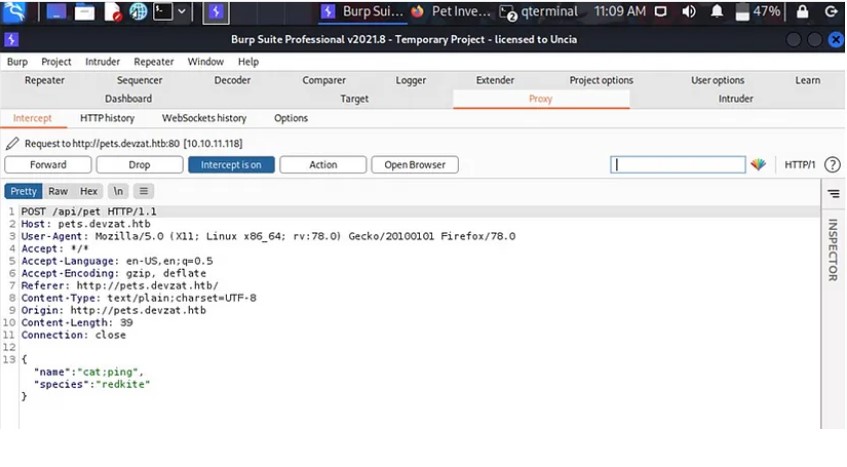 Burp Sui... Pet Inve... qterminal 11:09 AM 47%
Burp Suite Professional v2021.8 - Temporary Project - licensed to Uncia
Burp Project Intruder Repeater Window Help
Repeater Sequencer Decoder Comparer Logger Extender Project options User options Learn
Dashboard Target Proxy Intruder
Intercept HTTP history WebSockets history Options
Request to http://pets.devzat.htb:80 [10.10.11.118]
Forward Drop Intercept is on Action Open Browser HTTP/1 ?
Pretty Raw Hex \n
INSPECTOR
1 POST /api/pet HTTP/1.1
2 Host: pets.devzat.htb
3 User-Agent: Mozilla/5.0 (X11; Linux x86_64; rv:78.0) Gecko/20100101 Firefox/78.0
4 Accept: */*
5 Accept-Language: en-US,en;q=0.5
6 Accept-Encoding: gzip, deflate
7 Referer: http://pets.devzat.htb/
8 Content-Type: text/plain;charset=UTF-8
9 Origin: http://pets.devzat.htb
10 Content-Length: 39
11 Connection: close
12
13 {
"name":"cat;ping",
"species":"redkite"
}